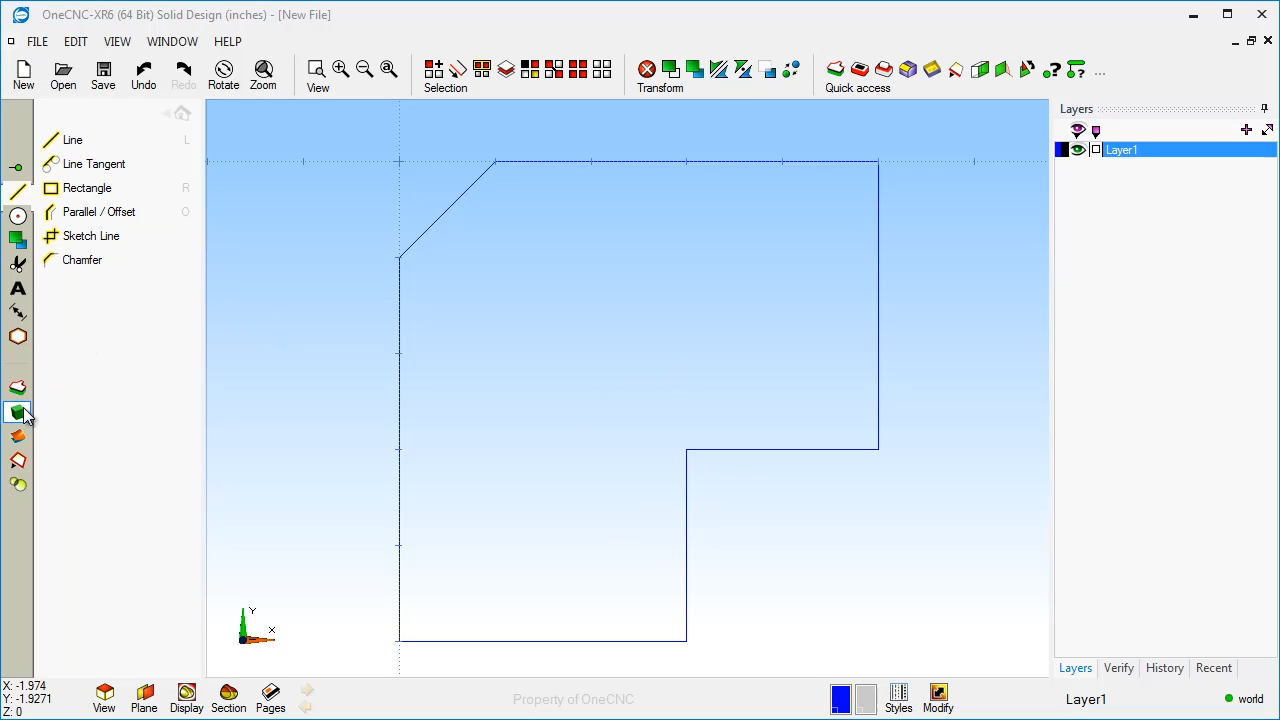 OneCNC-XR6 (64 Bit) Solid Design (inches) - [New File]
FILE EDIT VIEW WINDOW HELP
New Open Save Undo Redo Rotate Zoom View Selection Transform Quick access ...
Layers
Layer1
Line L
Line Tangent
Rectangle R
Parallel / Offset O
Sketch Line
Chamfer
A
Y
X
Layers Verify History Recent
X: -1.974
Y: -1.9271
Z: 0
View Plane Display Section Pages
Property of OneCNC
Styles Modify
Layer1
world